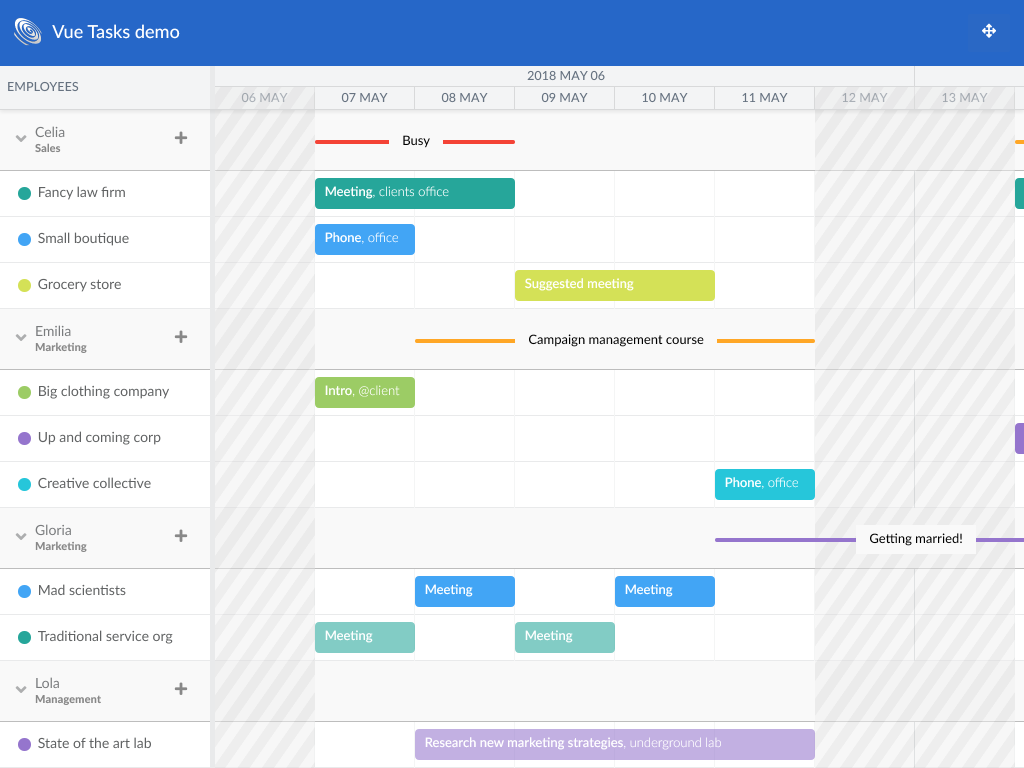 Vue Tasks demo
EMPLOYEES
2018 MAY 06
06 MAY 07 MAY 08 MAY 09 MAY 10 MAY 11 MAY 12 MAY 13 MAY
Celia
Sales
Busy
Fancy law firm
Meeting, clients office
Small boutique
Phone, office
Grocery store
Suggested meeting
Emilia
Marketing
Campaign management course
Big clothing company
Intro, @client
Up and coming corp
Creative collective
Phone, office
Gloria
Marketing
Getting married!
Mad scientists
Meeting Meeting
Traditional service org
Meeting Meeting
Lola
Management
State of the art lab
Research new marketing strategies, underground lab